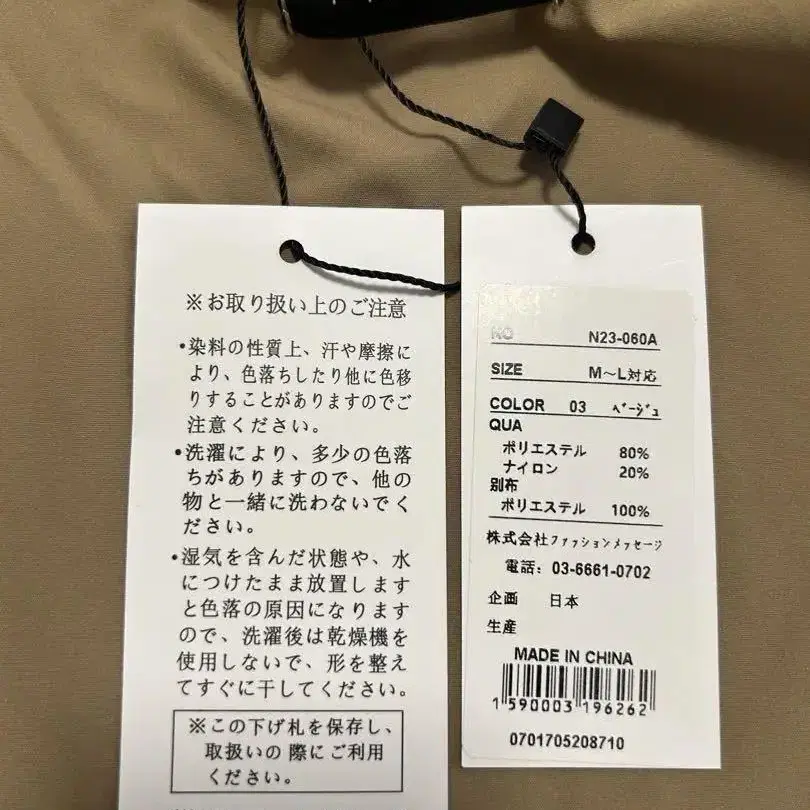 ※お取り扱い上のご注意
•染料の性質上、汗や摩擦に
より、色落ちしたり他に色移
りすることがありますのでご
注意ください。
•洗濯により、多少の色落
ちがありますので、他の
物と一緒に洗わないでく
ださい。
•湿気を含んだ状態や、水
につけたまま放置します
と色落の原因になります
ので、洗濯後は乾燥機を
使用しないで、形を整え
てすぐに干してください。
※この下げ札を保存し、
取扱いの 際にご利用
ください。
NO N23-060A
SIZE M～L対応
COLOR 03 ベージュ
QUA
ポリエステル 80%
ナイロン 20%
別布
ポリエステル 100%
株式会社ファッションメッセージ
電話: 03-6661-0702
企画 日本
生産
MADE IN CHINA
1 590003 196262
0701705208710